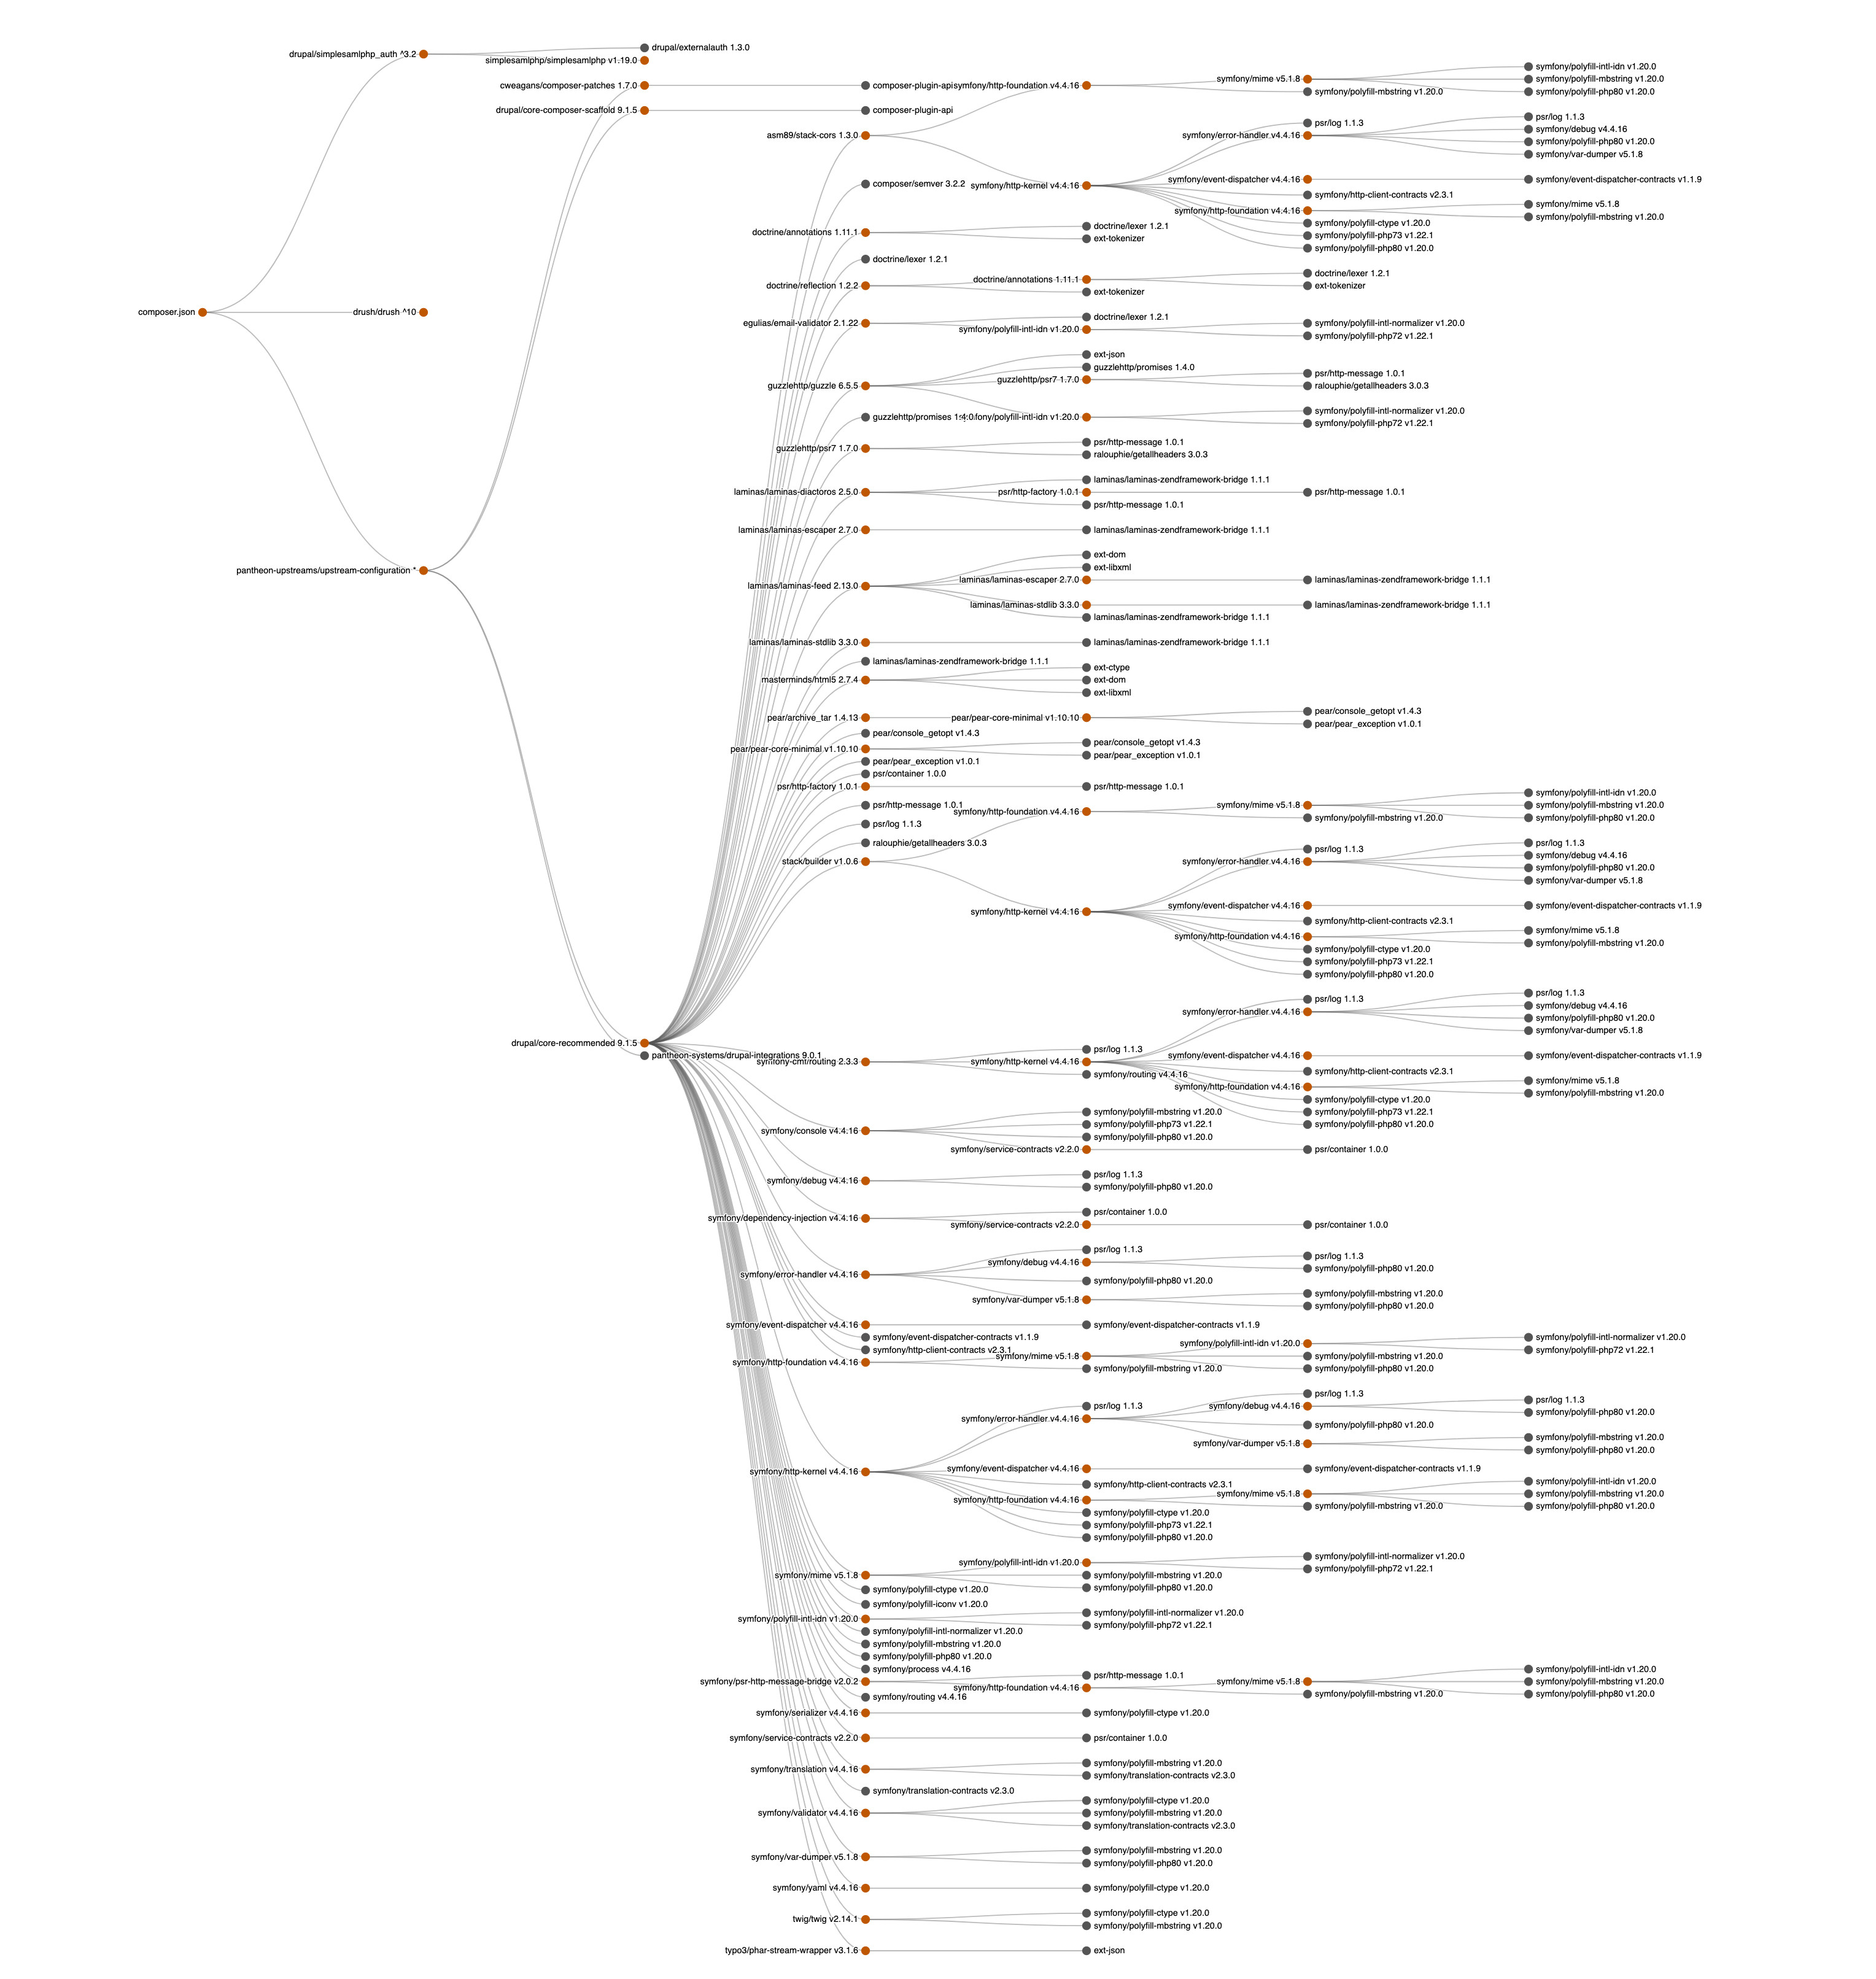 drupal/externalauth 1.3.0
drupal/simplesamlphp_auth ^3.2
simplesamlphp/simplesamlphp v1.19.0
symfony/polyfill-intl-idn v1.20.0
symfony/mime v5.1.8
symfony/polyfill-mbstring v1.20.0
cweagans/composer-patches 1.7.0
composer-plugin-api
symfony/http-foundation v4.4.16
symfony/polyfill-mbstring v1.20.0
symfony/polyfill-php80 v1.20.0
drupal/core-composer-scaffold 9.1.5
composer-plugin-api
psr/log 1.1.3
psr/log 1.1.3
symfony/debug v4.4.16
asm89/stack-cors 1.3.0
symfony/error-handler v4.4.16
symfony/polyfill-php80 v1.20.0
symfony/var-dumper v5.1.8
composer/semver 3.2.2
symfony/http-kernel v4.4.16
symfony/event-dispatcher v4.4.16
symfony/event-dispatcher-contracts v1.1.9
symfony/http-client-contracts v2.3.1
symfony/mime v5.1.8
symfony/http-foundation v4.4.16
symfony/polyfill-mbstring v1.20.0
symfony/polyfill-ctype v1.20.0
symfony/polyfill-php73 v1.22.1
symfony/polyfill-php80 v1.20.0
doctrine/annotations 1.11.1
doctrine/lexer 1.2.1
ext-tokenizer
doctrine/lexer 1.2.1
doctrine/reflection 1.2.2
doctrine/annotations 1.11.1
doctrine/lexer 1.2.1
ext-tokenizer
ext-tokenizer
composer.json
drush/drush ^10
egulias/email-validator 2.1.22
doctrine/lexer 1.2.1
symfony/polyfill-intl-idn v1.20.0
symfony/polyfill-intl-normalizer v1.20.0
symfony/polyfill-php72 v1.22.1
ext-json
guzzlehttp/promises 1.4.0
guzzlehttp/guzzle 6.5.5
guzzlehttp/psr7 1.7.0
psr/http-message 1.0.1
ralouphie/getallheaders 3.0.3
guzzlehttp/promises 1.4.0
symfony/polyfill-intl-idn v1.20.0
symfony/polyfill-intl-normalizer v1.20.0
symfony/polyfill-php72 v1.22.1
guzzlehttp/psr7 1.7.0
psr/http-message 1.0.1
ralouphie/getallheaders 3.0.3
laminas/laminas-diactoros 2.5.0
laminas/laminas-zendframework-bridge 1.1.1
psr/http-factory 1.0.1
psr/http-message 1.0.1
psr/http-message 1.0.1
laminas/laminas-escaper 2.7.0
laminas/laminas-zendframework-bridge 1.1.1
pantheon-upstreams/upstream-configuration *
ext-dom
ext-libxml
laminas/laminas-feed 2.13.0
laminas/laminas-escaper 2.7.0
laminas/laminas-zendframework-bridge 1.1.1
laminas/laminas-stdlib 3.3.0
laminas/laminas-zendframework-bridge 1.1.1
laminas/laminas-zendframework-bridge 1.1.1
laminas/laminas-stdlib 3.3.0
laminas/laminas-zendframework-bridge 1.1.1
laminas/laminas-zendframework-bridge 1.1.1
masterminds/html5 2.7.4
ext-ctype
ext-dom
ext-libxml
pear/archive_tar 1.4.13
pear/pear-core-minimal v1.10.10
pear/console_getopt v1.4.3
pear/pear_exception v1.0.1
pear/console_getopt v1.4.3
pear/pear-core-minimal v1.10.10
pear/console_getopt v1.4.3
pear/pear_exception v1.0.1
pear/pear_exception v1.0.1
psr/container 1.0.0
psr/http-factory 1.0.1
psr/http-message 1.0.1
psr/http-message 1.0.1
symfony/http-foundation v4.4.16
symfony/mime v5.1.8
symfony/polyfill-intl-idn v1.20.0
symfony/polyfill-mbstring v1.20.0
symfony/polyfill-php80 v1.20.0
symfony/polyfill-mbstring v1.20.0
psr/log 1.1.3
ralouphie/getallheaders 3.0.3
stack/builder v1.0.6
psr/log 1.1.3
symfony/error-handler v4.4.16
psr/log 1.1.3
symfony/debug v4.4.16
symfony/polyfill-php80 v1.20.0
symfony/var-dumper v5.1.8
symfony/http-kernel v4.4.16
symfony/event-dispatcher v4.4.16
symfony/event-dispatcher-contracts v1.1.9
symfony/http-client-contracts v2.3.1
symfony/http-foundation v4.4.16
symfony/mime v5.1.8
symfony/polyfill-mbstring v1.20.0
symfony/polyfill-ctype v1.20.0
symfony/polyfill-php73 v1.22.1
symfony/polyfill-php80 v1.20.0
psr/log 1.1.3
symfony/error-handler v4.4.16
psr/log 1.1.3
symfony/debug v4.4.16
symfony/polyfill-php80 v1.20.0
symfony/var-dumper v5.1.8
drupal/core-recommended 9.1.5
pantheon-systems/drupal-integrations 9.0.1
symfony-cmf/routing 2.3.3
psr/log 1.1.3
symfony/http-kernel v4.4.16
symfony/routing v4.4.16
symfony/event-dispatcher v4.4.16
symfony/event-dispatcher-contracts v1.1.9
symfony/http-client-contracts v2.3.1
symfony/http-foundation v4.4.16
symfony/mime v5.1.8
symfony/polyfill-mbstring v1.20.0
symfony/polyfill-ctype v1.20.0
symfony/polyfill-php73 v1.22.1
symfony/polyfill-php80 v1.20.0
symfony/console v4.4.16
symfony/polyfill-mbstring v1.20.0
symfony/polyfill-php73 v1.22.1
symfony/polyfill-php80 v1.20.0
symfony/service-contracts v2.2.0
psr/container 1.0.0
symfony/debug v4.4.16
psr/log 1.1.3
symfony/polyfill-php80 v1.20.0
symfony/dependency-injection v4.4.16
psr/container 1.0.0
symfony/service-contracts v2.2.0
psr/container 1.0.0
symfony/error-handler v4.4.16
psr/log 1.1.3
symfony/debug v4.4.16
psr/log 1.1.3
symfony/polyfill-php80 v1.20.0
symfony/polyfill-php80 v1.20.0
symfony/var-dumper v5.1.8
symfony/polyfill-mbstring v1.20.0
symfony/polyfill-php80 v1.20.0
symfony/event-dispatcher v4.4.16
symfony/event-dispatcher-contracts v1.1.9
symfony/event-dispatcher-contracts v1.1.9
symfony/http-client-contracts v2.3.1
symfony/http-foundation v4.4.16
symfony/mime v5.1.8
symfony/polyfill-intl-idn v1.20.0
symfony/polyfill-intl-normalizer v1.20.0
symfony/polyfill-php72 v1.22.1
symfony/polyfill-mbstring v1.20.0
symfony/polyfill-php80 v1.20.0
symfony/polyfill-mbstring v1.20.0
symfony/http-kernel v4.4.16
psr/log 1.1.3
symfony/error-handler v4.4.16
psr/log 1.1.3
symfony/debug v4.4.16
psr/log 1.1.3
symfony/polyfill-php80 v1.20.0
symfony/polyfill-php80 v1.20.0
symfony/var-dumper v5.1.8
symfony/polyfill-mbstring v1.20.0
symfony/polyfill-php80 v1.20.0
symfony/event-dispatcher v4.4.16
symfony/event-dispatcher-contracts v1.1.9
symfony/http-client-contracts v2.3.1
symfony/http-foundation v4.4.16
symfony/mime v5.1.8
symfony/polyfill-intl-idn v1.20.0
symfony/polyfill-mbstring v1.20.0
symfony/polyfill-php80 v1.20.0
symfony/polyfill-mbstring v1.20.0
symfony/polyfill-ctype v1.20.0
symfony/polyfill-php73 v1.22.1
symfony/polyfill-php80 v1.20.0
symfony/mime v5.1.8
symfony/polyfill-intl-idn v1.20.0
symfony/polyfill-intl-normalizer v1.20.0
symfony/polyfill-php72 v1.22.1
symfony/polyfill-mbstring v1.20.0
symfony/polyfill-php80 v1.20.0
symfony/polyfill-ctype v1.20.0
symfony/polyfill-iconv v1.20.0
symfony/polyfill-intl-idn v1.20.0
symfony/polyfill-intl-normalizer v1.20.0
symfony/polyfill-php72 v1.22.1
symfony/polyfill-intl-normalizer v1.20.0
symfony/polyfill-mbstring v1.20.0
symfony/polyfill-php80 v1.20.0
symfony/process v4.4.16
symfony/psr-http-message-bridge v2.0.2
psr/http-message 1.0.1
symfony/http-foundation v4.4.16
symfony/mime v5.1.8
symfony/polyfill-intl-idn v1.20.0
symfony/polyfill-mbstring v1.20.0
symfony/polyfill-php80 v1.20.0
symfony/polyfill-mbstring v1.20.0
symfony/routing v4.4.16
symfony/serializer v4.4.16
symfony/polyfill-ctype v1.20.0
symfony/service-contracts v2.2.0
psr/container 1.0.0
symfony/translation v4.4.16
symfony/polyfill-mbstring v1.20.0
symfony/translation-contracts v2.3.0
symfony/translation-contracts v2.3.0
symfony/validator v4.4.16
symfony/polyfill-ctype v1.20.0
symfony/polyfill-mbstring v1.20.0
symfony/translation-contracts v2.3.0
symfony/var-dumper v5.1.8
symfony/polyfill-mbstring v1.20.0
symfony/polyfill-php80 v1.20.0
symfony/yaml v4.4.16
symfony/polyfill-ctype v1.20.0
twig/twig v2.14.1
symfony/polyfill-ctype v1.20.0
symfony/polyfill-mbstring v1.20.0
typo3/phar-stream-wrapper v3.1.6
ext-json